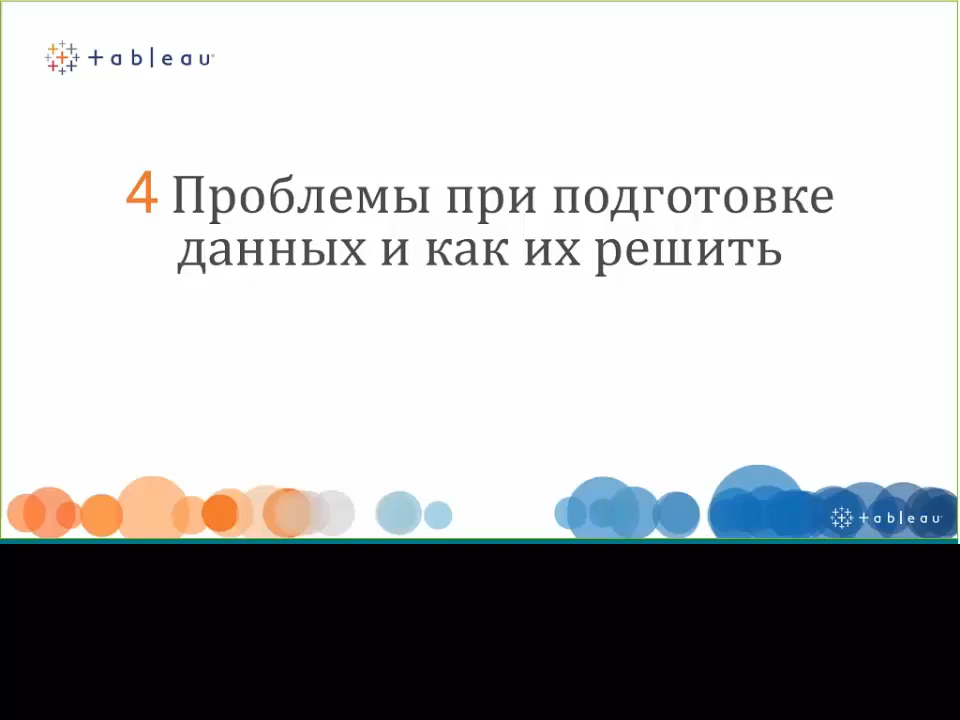 +ableau
4 Проблемы при подготовке
данных и как их решить
+ableau